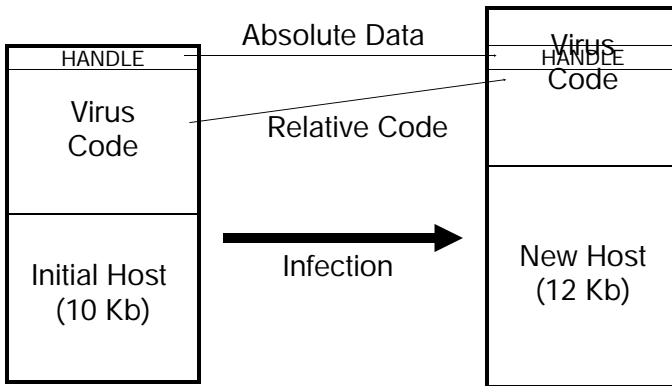 HANDLE
Virus
Code
Initial Host
(10 Kb)
Absolute Data
Relative Code
Infection
Virus
HANDLE
Code
New Host
(12 Kb)